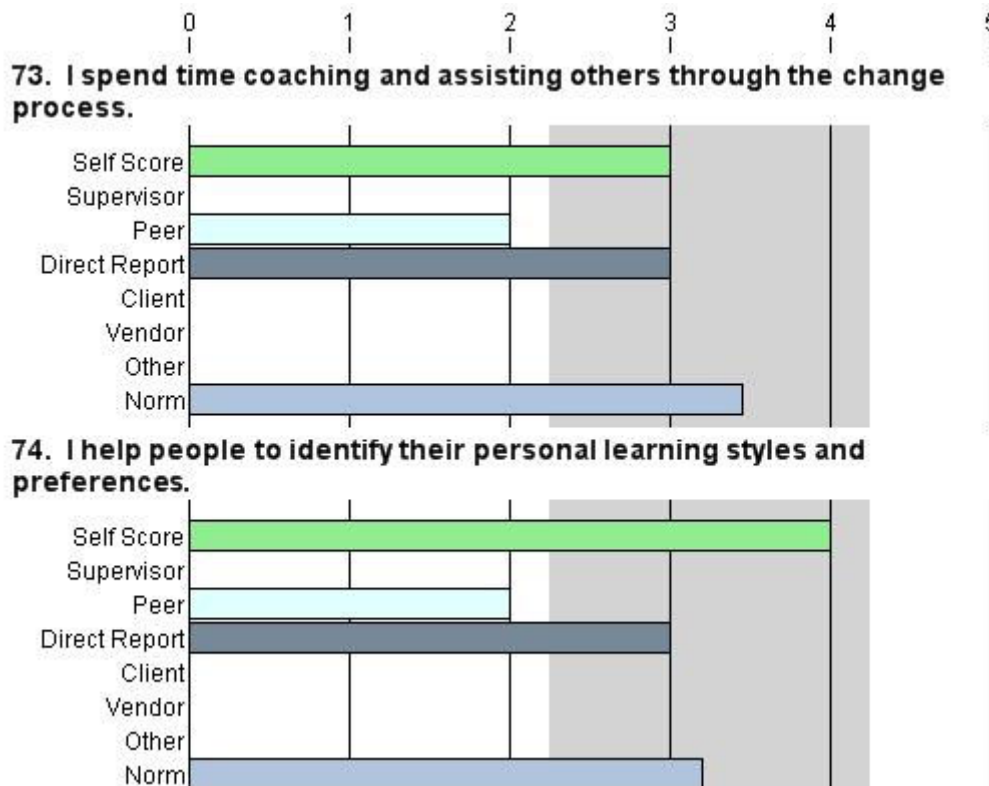 0 1 2 3 4 5
73. I spend time coaching and assisting others through the change
process.
Self Score
Supervisor
Peer
Direct Report
Client
Vendor
Other
Norm
74. I help people to identify their personal learning styles and
preferences.
Self Score
Supervisor
Peer
Direct Report
Client
Vendor
Other
Norm